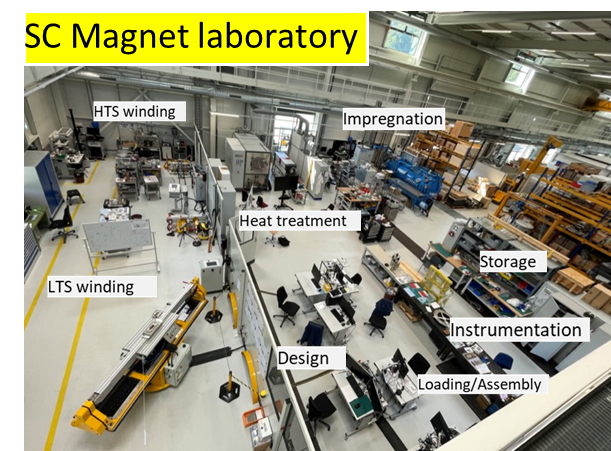 SC Magnet laboratory
HTS winding
Impregnation
Heat treatment
Storage
LTS winding
Instrumentation
Design
Loading/Assembly